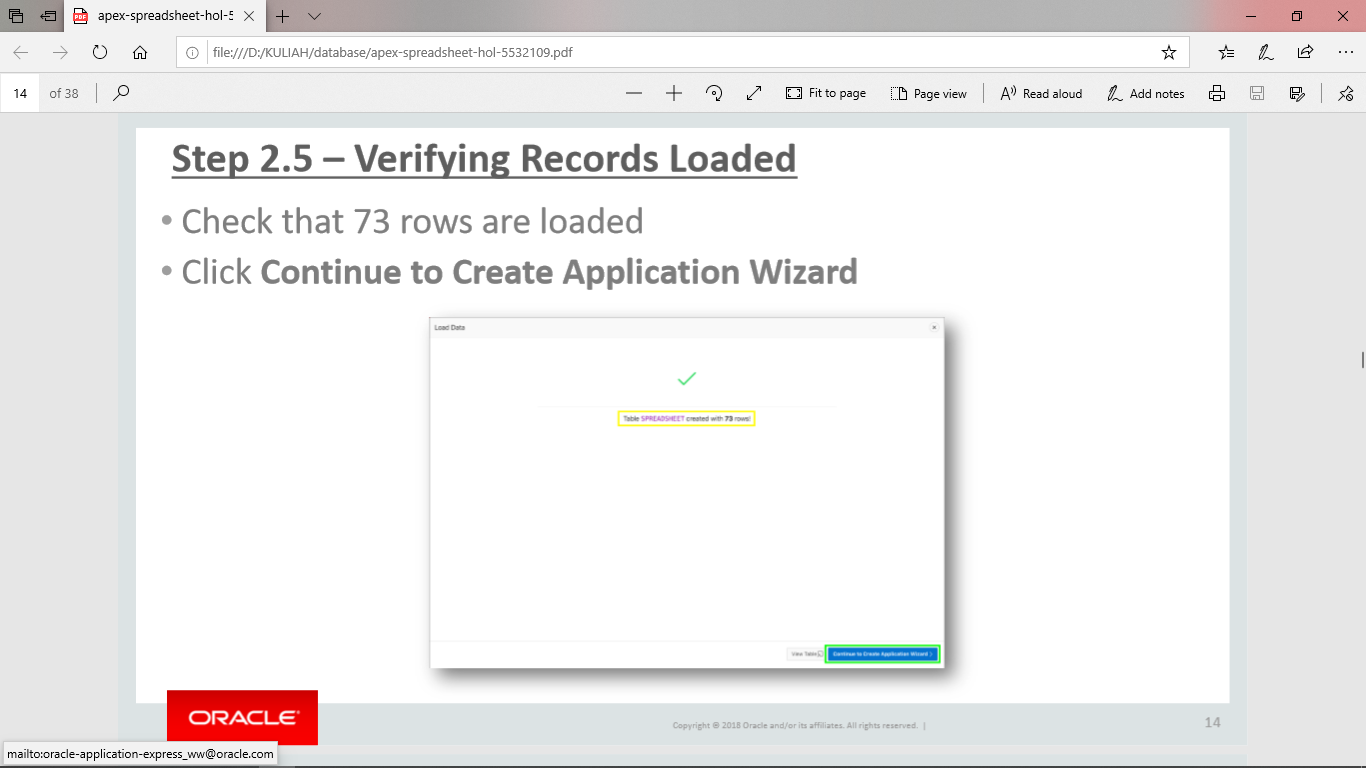 apex-spreadsheet-hol-5
file:///D:/KULIAH/database/apex-spreadsheet-hol-5532109.pdf
14 of 38
Fit to page
Page view
Read aloud
Add notes
Step 2.5 – Verifying Records Loaded
• Check that 73 rows are loaded
• Click Continue to Create Application Wizard
Load Data
Table SPREADSHEET created with 73 rows!
View Table
Continue to Create Application Wizard
ORACLE
Copyright © 2018 Oracle and/or its affiliates. All rights reserved. |
14
mailto:oracle-application-express_ww@oracle.com